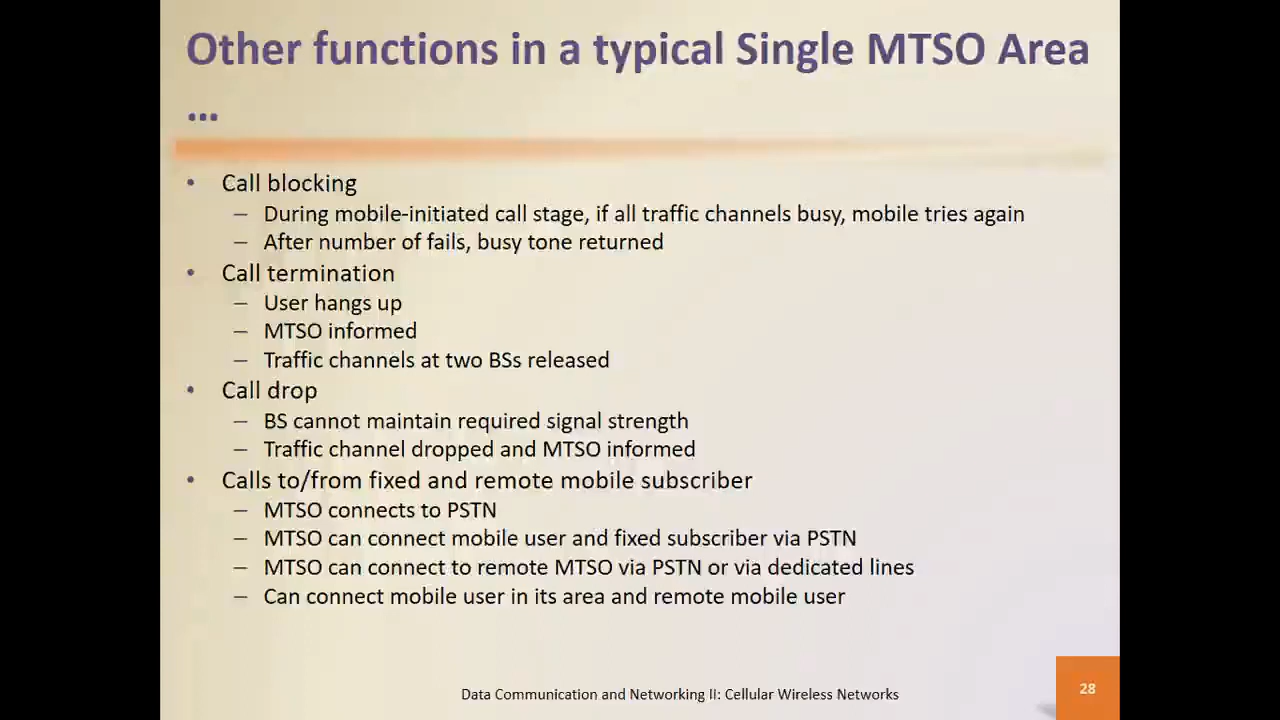 Other functions in a typical Single MTSO Area
...
• Call blocking
– During mobile-initiated call stage, if all traffic channels busy, mobile tries again
– After number of fails, busy tone returned
• Call termination
– User hangs up
– MTSO informed
– Traffic channels at two BSs released
• Call drop
– BS cannot maintain required signal strength
– Traffic channel dropped and MTSO informed
• Calls to/from fixed and remote mobile subscriber
– MTSO connects to PSTN
– MTSO can connect mobile user and fixed subscriber via PSTN
– MTSO can connect to remote MTSO via PSTN or via dedicated lines
– Can connect mobile user in its area and remote mobile user
Data Communication and Networking II: Cellular Wireless Networks
28